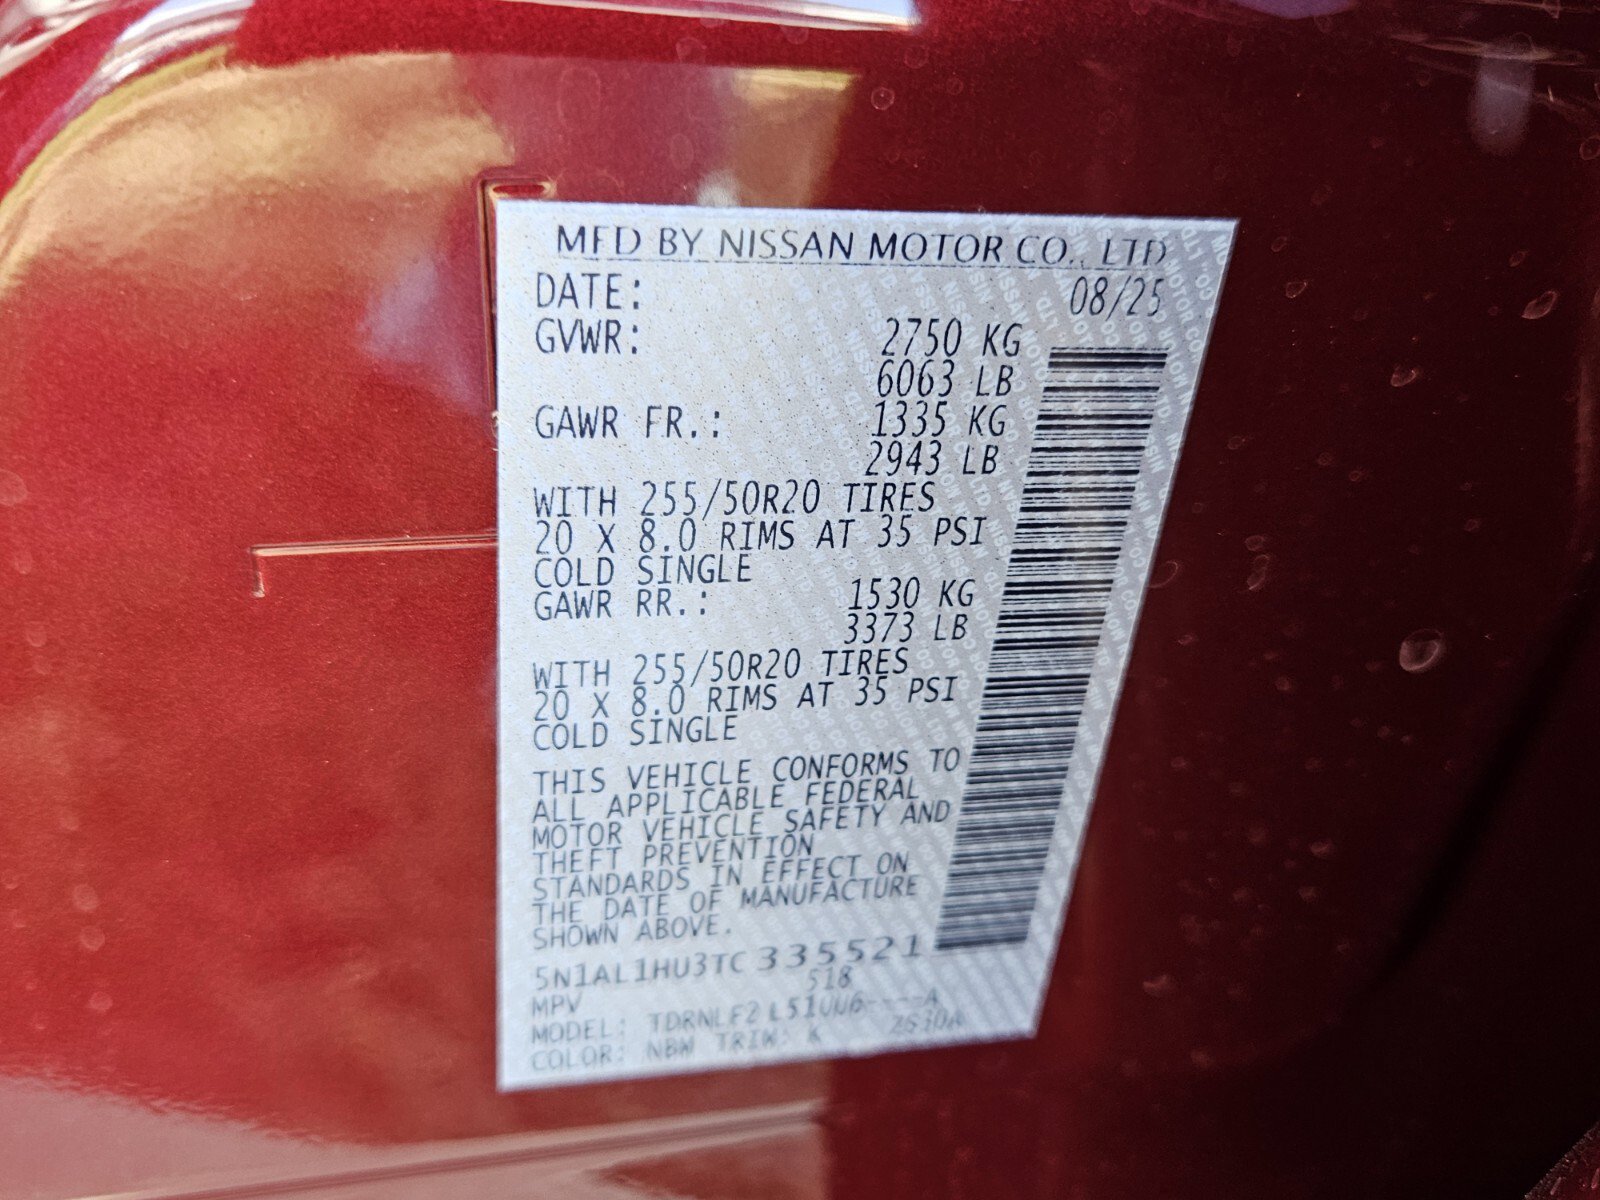 MFD BY NISSAN MOTOR CO., LTD
DATE: 08/25
GVWR: 2750 KG
6063 LB
GAWR FR.: 1335 KG
2943 LB
WITH 255/50R20 TIRES
20 X 8.0 RIMS AT 35 PSI
COLD SINGLE
GAWR RR.: 1530 KG
3373 LB
WITH 255/50R20 TIRES
20 X 8.0 RIMS AT 35 PSI
COLD SINGLE
THIS VEHICLE CONFORMS TO
ALL APPLICABLE FEDERAL
MOTOR VEHICLE SAFETY AND
THEFT PREVENTION
STANDARDS IN EFFECT ON
THE DATE OF MANUFACTURE
SHOWN ABOVE.
5N1AL1HU3TC335521
518
MPV
MODEL:
COLOR: NBW TRIM: K